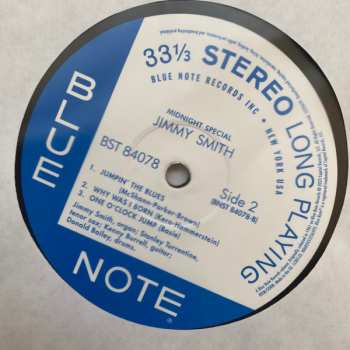 BLUE
NOTE
33 1/3 STEREO LONG PLAYING
BLUE NOTE RECORDS INC • NEW YORK USA
MIDNIGHT SPECIAL
JIMMY SMITH
BST 84078
Side 2
(BNST 84078-B)
1. JUMPIN' THE BLUES
(McShann-Parker-Brown)
2. WHY WAS I BORN (Kern-Hammerstein)
3. ONE O'CLOCK JUMP (Basie)
Jimmy Smith, organ; Stanley Turrentine,
tenor sax; Kenny Burrell, guitar;
Donald Bailey, drums.